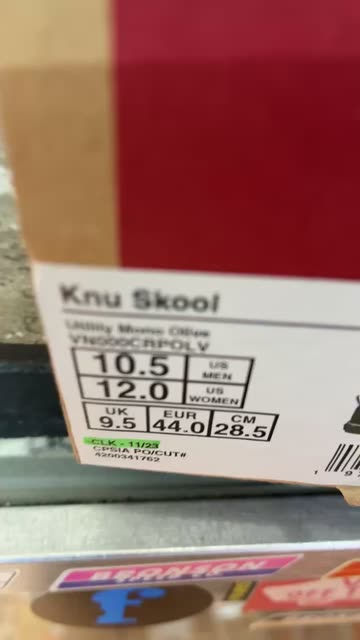 Knu Skool
Utility Mono Olive
VN000CRPOLV
10.5 US MEN
12.0 US WOMEN
UK EUR CM
9.5 44.0 28.5
CLK - 11/23
CPSIA PO/CUT#
4200341762
BRONSON